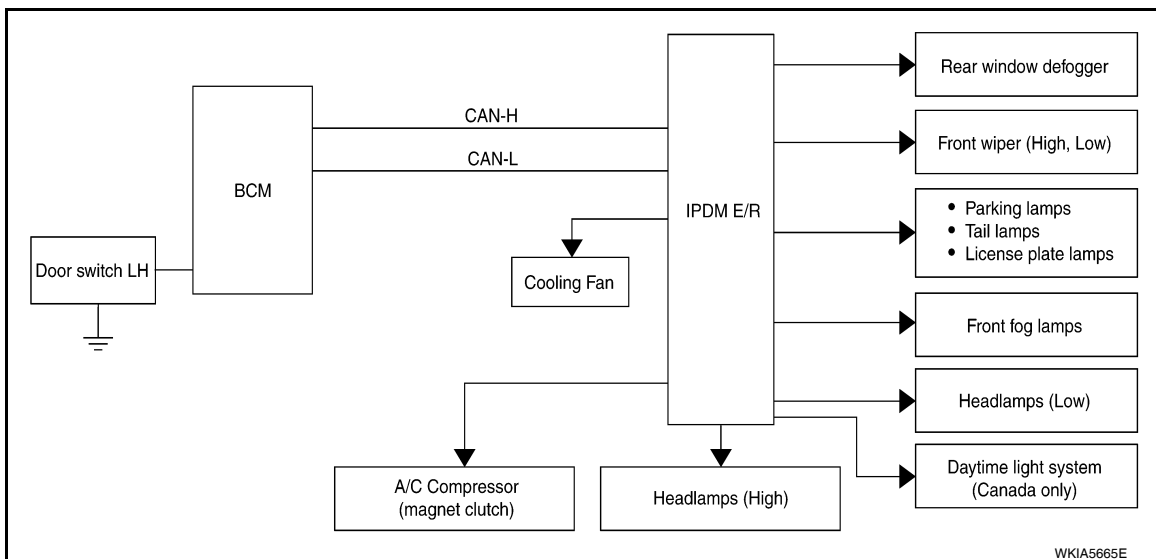 Rear window defogger
CAN-H
Front wiper (High, Low)
CAN-L
BCM
IPDM E/R
• Parking lamps
• Tail lamps
• License plate lamps
Door switch LH
Cooling Fan
Front fog lamps
Headlamps (Low)
A/C Compressor
(magnet clutch)
Headlamps (High)
Daytime light system
(Canada only)
WKIA5665E